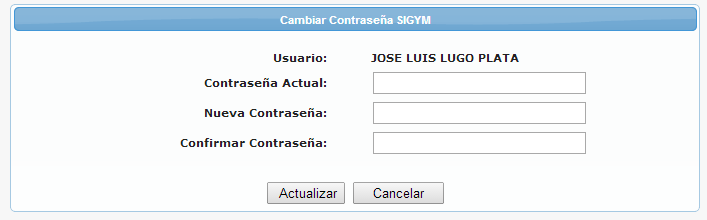 Cambiar Contraseña SIGYM
Usuario: JOSE LUIS LUGO PLATA
Contraseña Actual:
Nueva Contraseña:
Confirmar Contraseña:
Actualizar Cancelar